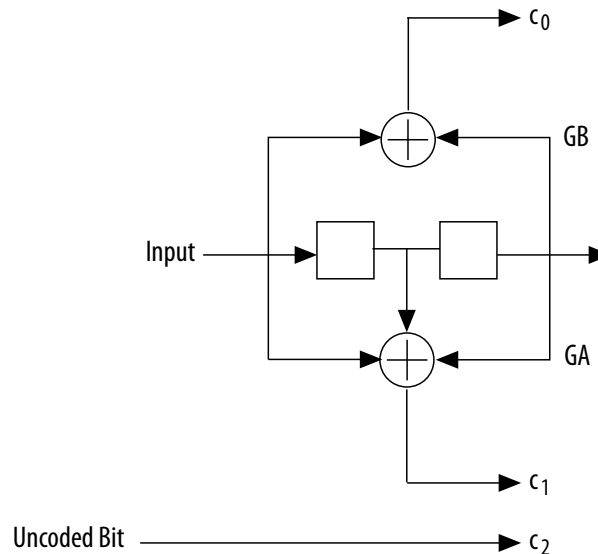 c₀
GB
Input
GA
c₁
Uncoded Bit
c₂